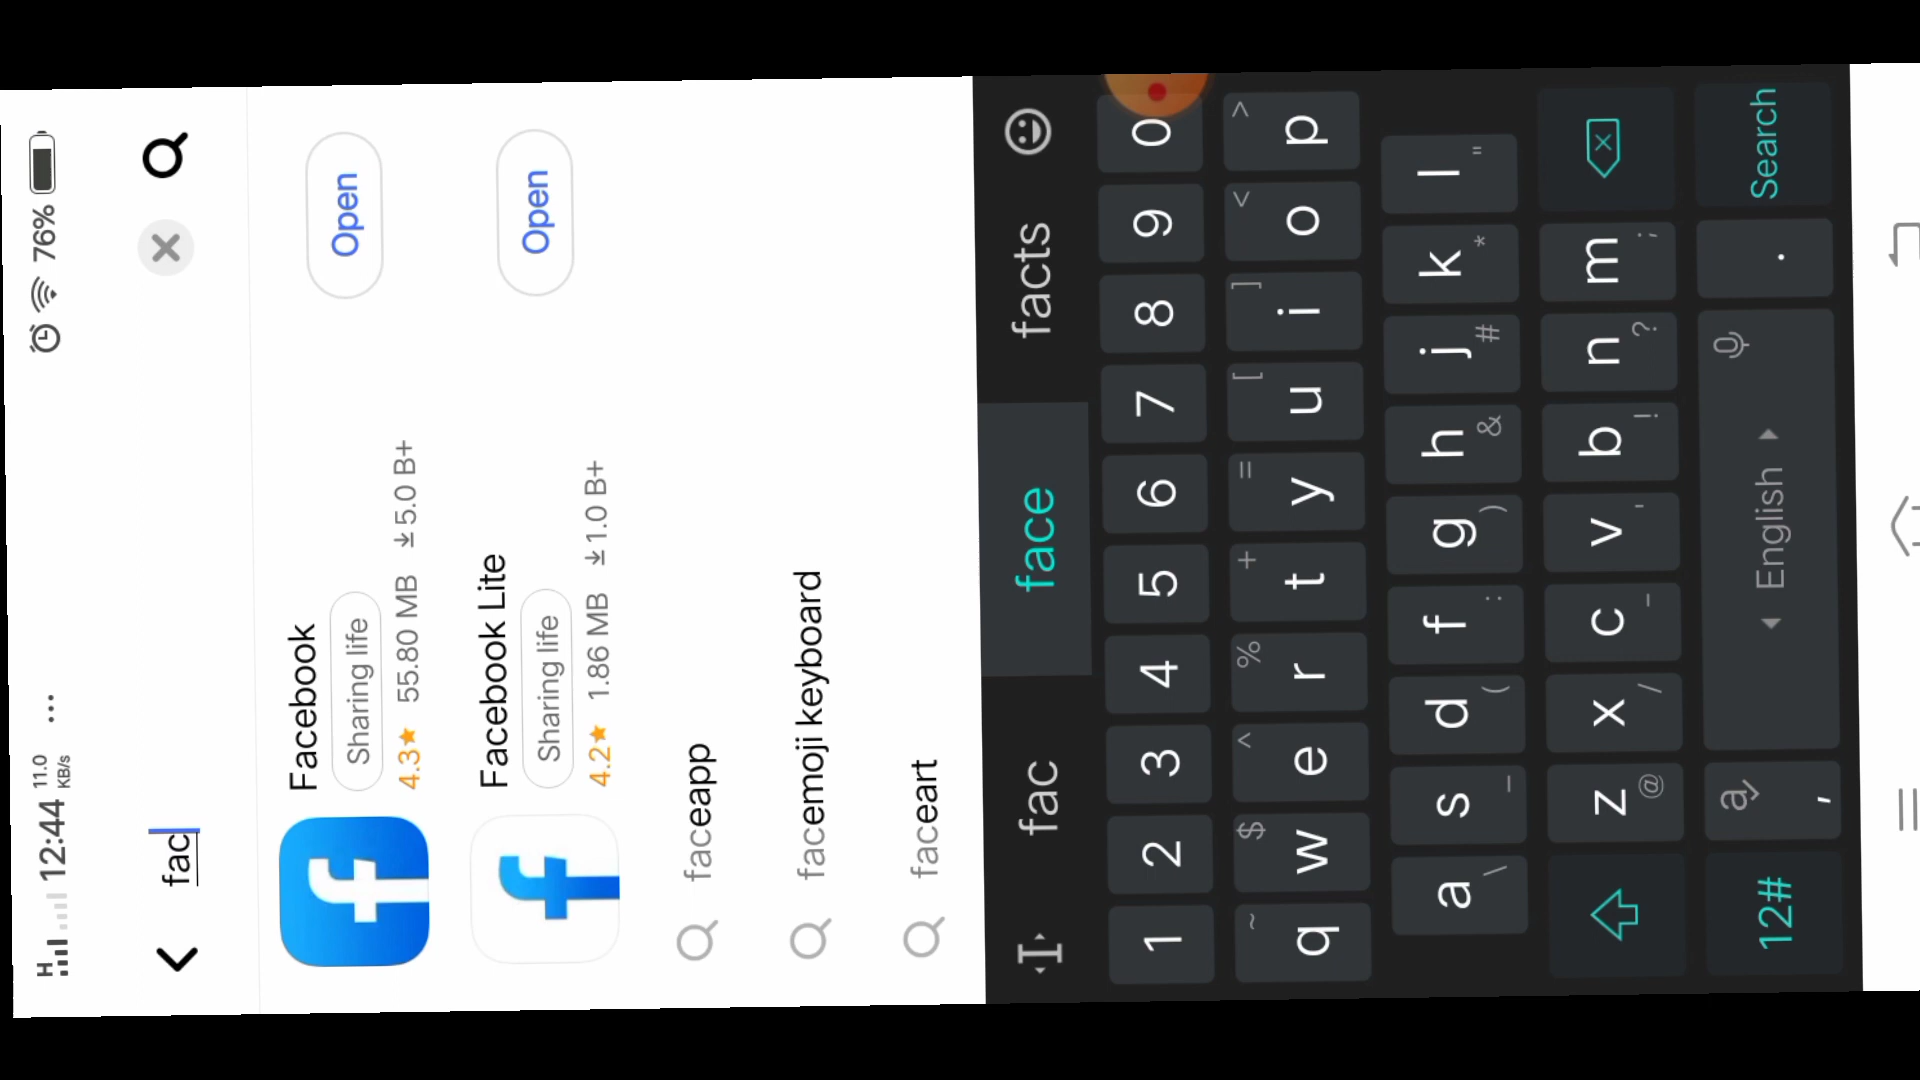 H 12:44 11.0 KB/s ... 76%
fac
Facebook
Sharing life
4.3★ 55.80 MB 5.0 B+
Open
Facebook Lite
Sharing life
4.2★ 1.86 MB 1.0 B+
Open
faceapp
facemoji keyboard
faceart
fac face facts
1 2 3 4 5 6 7 8 9 0
~ $ < % + = [ ] < >
q w e r t y u i o p
a s d f g h j k l
\ _ ( : ) & # * "
z x c v b n m
@ / _ ' ! ? ;
12# , English . Search